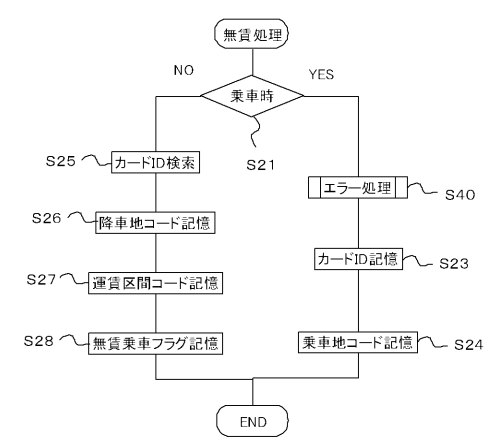 無賃処理
NO
YES
乗車時
S21
S25
カードID検索
エラー処理
S40
S26
降車地コード記憶
カードID記憶
S23
S27
運賃区間コード記憶
S28
無賃乗車フラグ記憶
乗車地コード記憶
S24
END